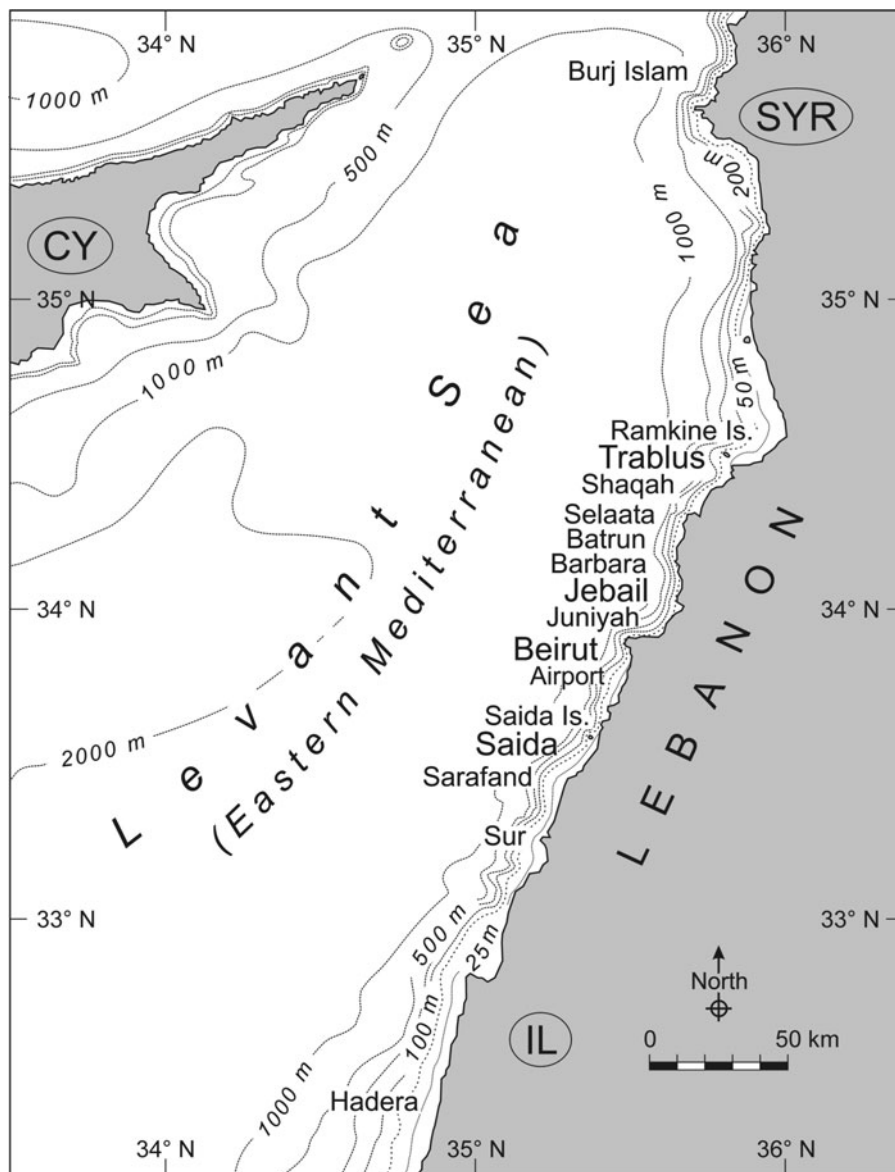 34° N
35° N
36° N
Burj Islam
1000 m
SYR
500 m
200 m
CY
1000 m
35° N
35° N
1000 m
Levant Sea
(Eastern Mediterranean)
50 m
Ramkine Is.
Trablus
Shaqah
Selaata
Batrun
Barbara
Jebail
34° N
34° N
Juniyah
Beirut
Airport
LEBANON
Saida Is.
Saida
2000 m
Sarafand
Sur
33° N
33° N
500 m
25 m
North
100 m
IL
0
50 km
1000 m
Hadera
34° N
35° N
36° N